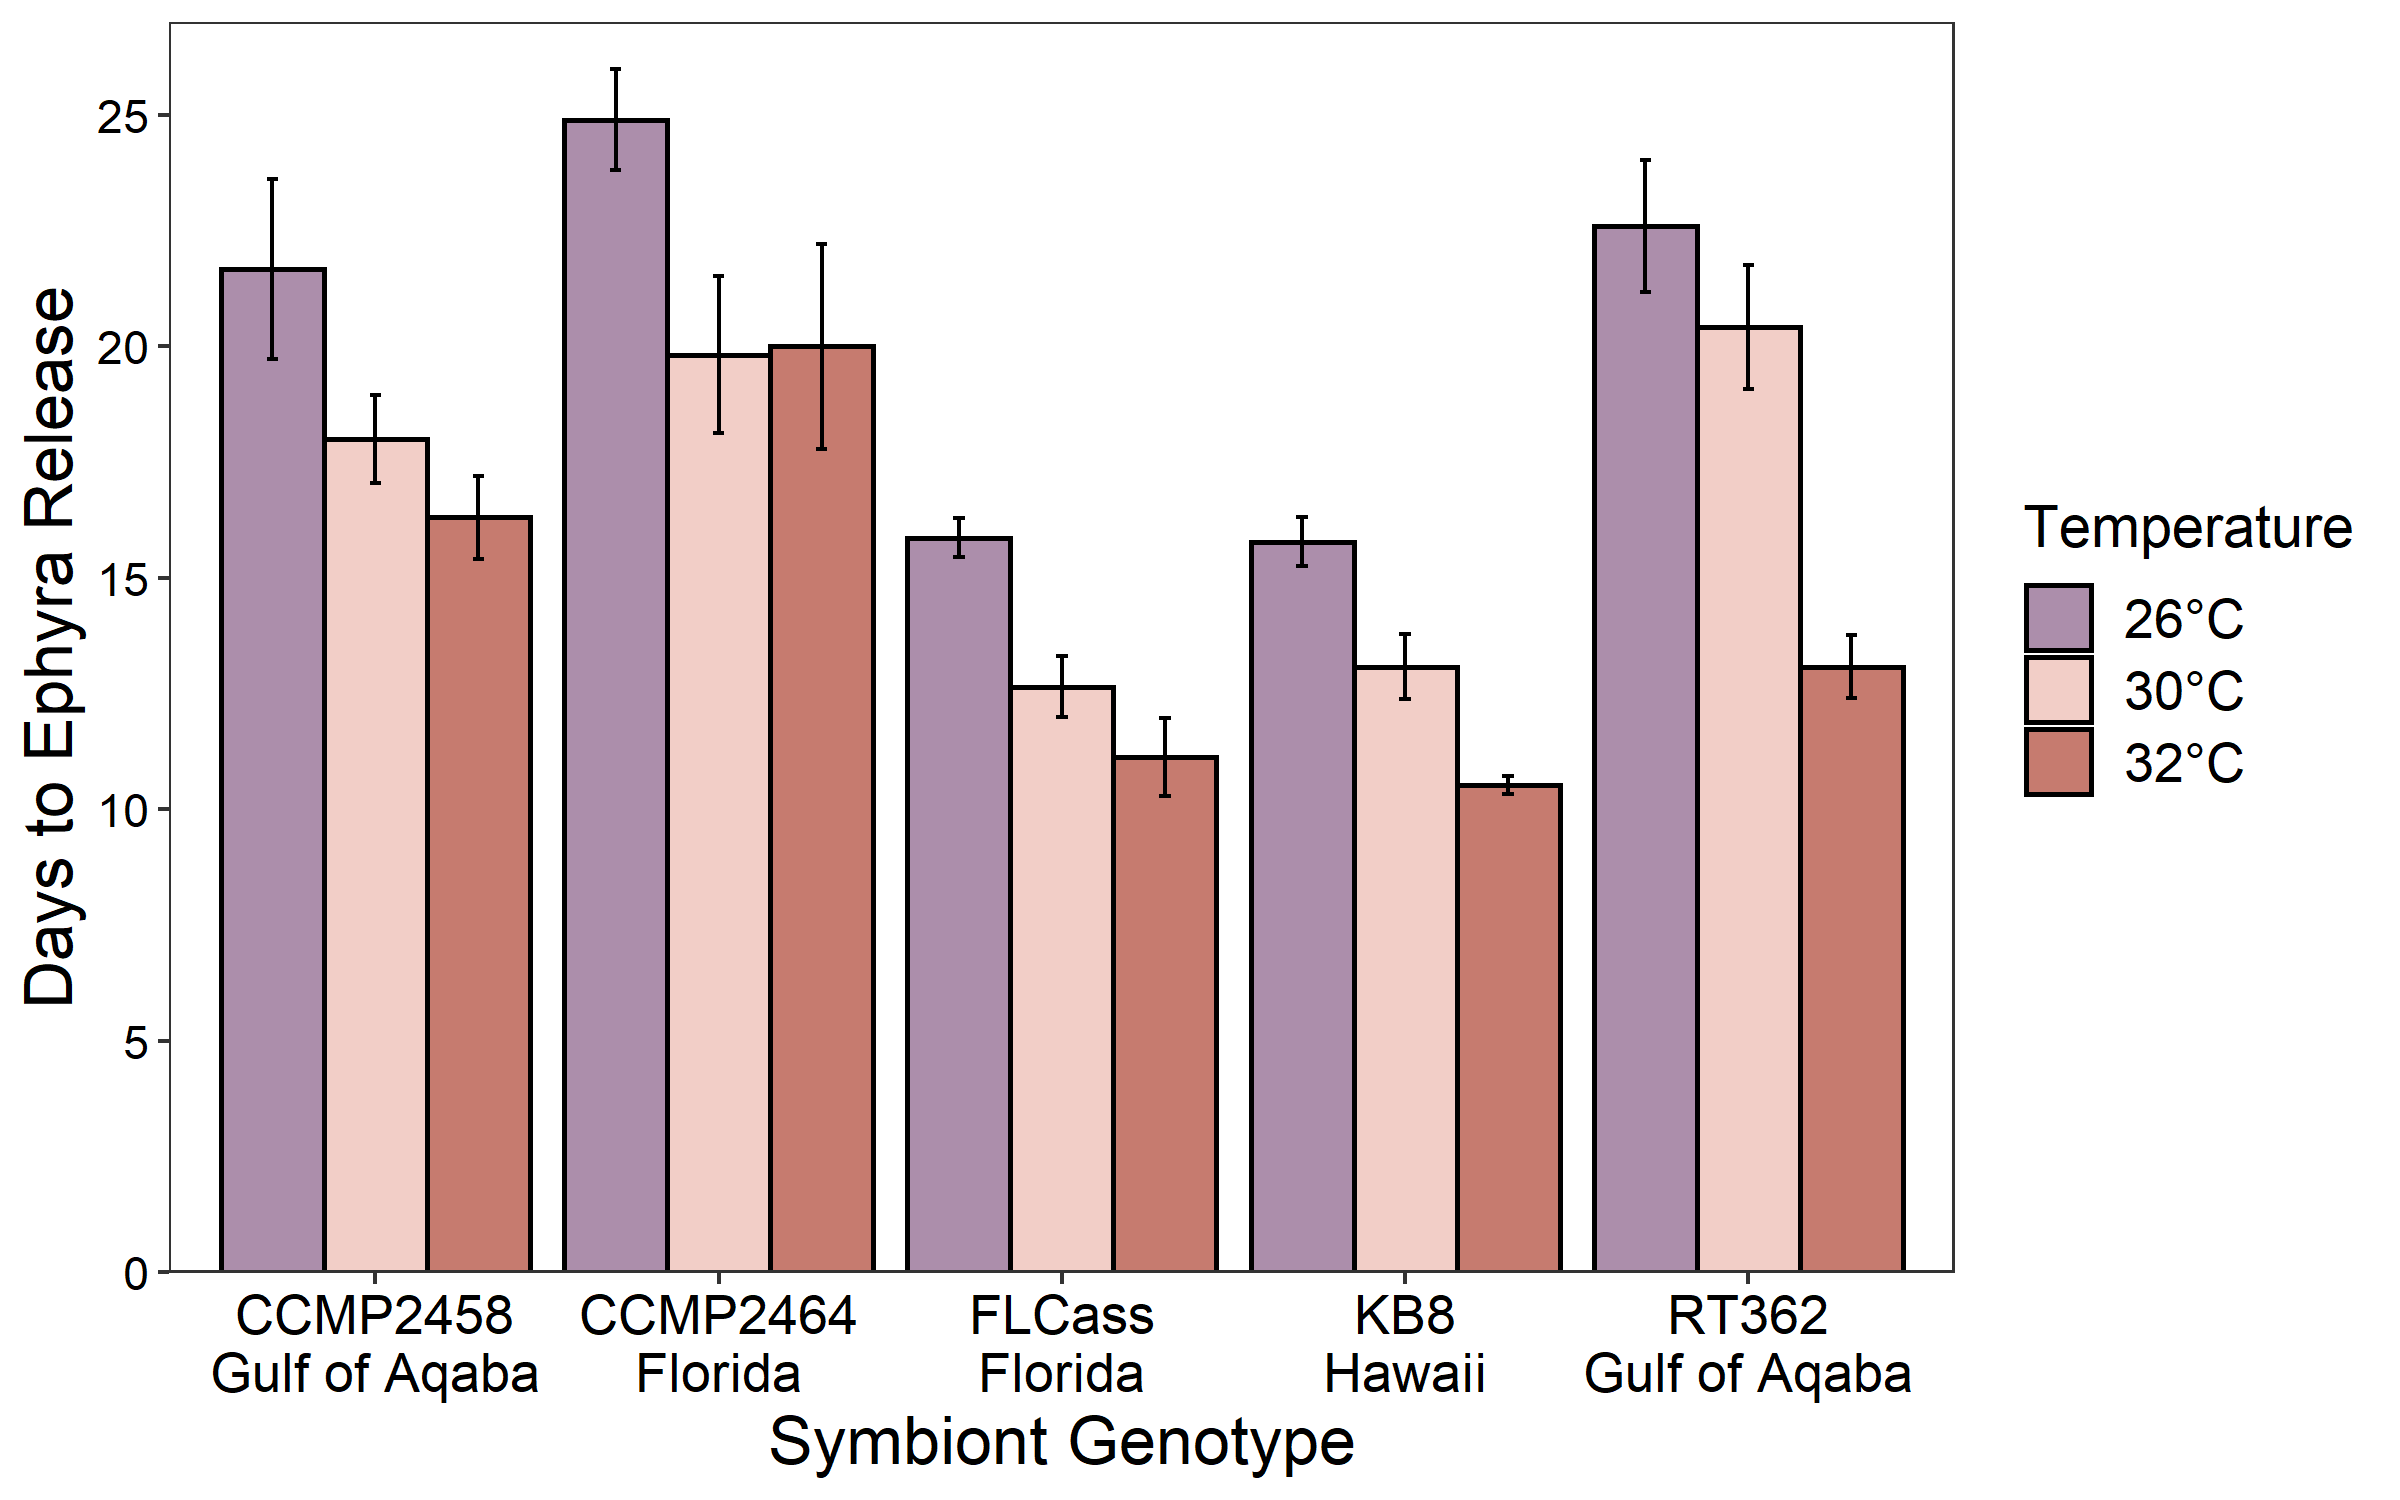 Days to Ephyra Release
25
20
15
10
5
0
CCMP2458
Gulf of Aqaba
CCMP2464
Florida
FLCass
Florida
KB8
Hawaii
RT362
Gulf of Aqaba
Symbiont Genotype
Temperature
26°C
30°C
32°C